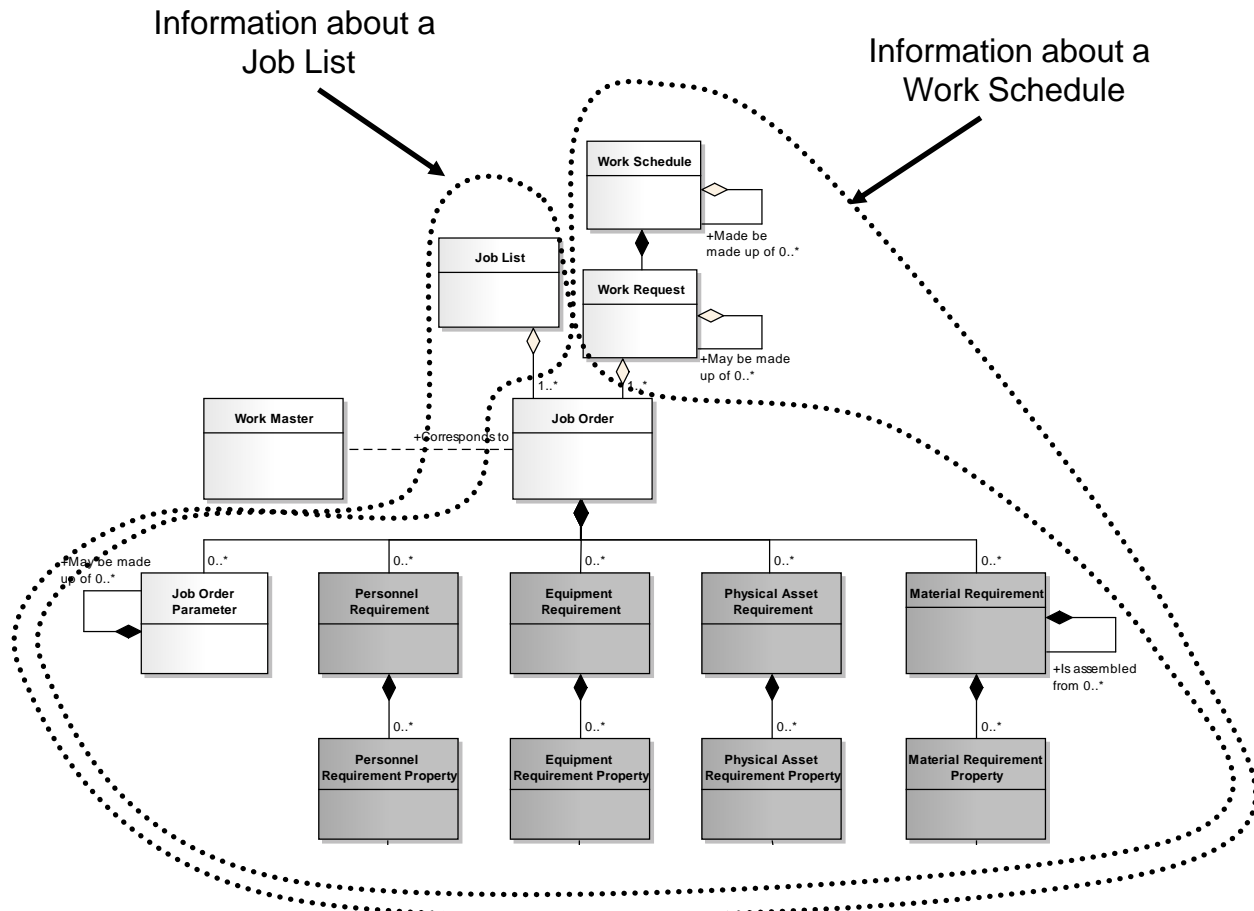 Information about a
Job List
Information about a
Work Schedule
Work Schedule
+Made be
made up of 0..*
Job List
Work Request
+May be made
up of 0..*
1..*
1..*
Work Master
+Corresponds to
Job Order
+May be made
up of 0..*
0..*
0..*
0..*
0..*
0..*
Job Order
Parameter
Personnel
Requirement
Equipment
Requirement
Physical Asset
Requirement
Material Requirement
+Is assembled
from 0..*
0..*
0..*
0..*
0..*
Personnel
Requirement Property
Equipment
Requirement Property
Physical Asset
Requirement Property
Material Requirement
Property